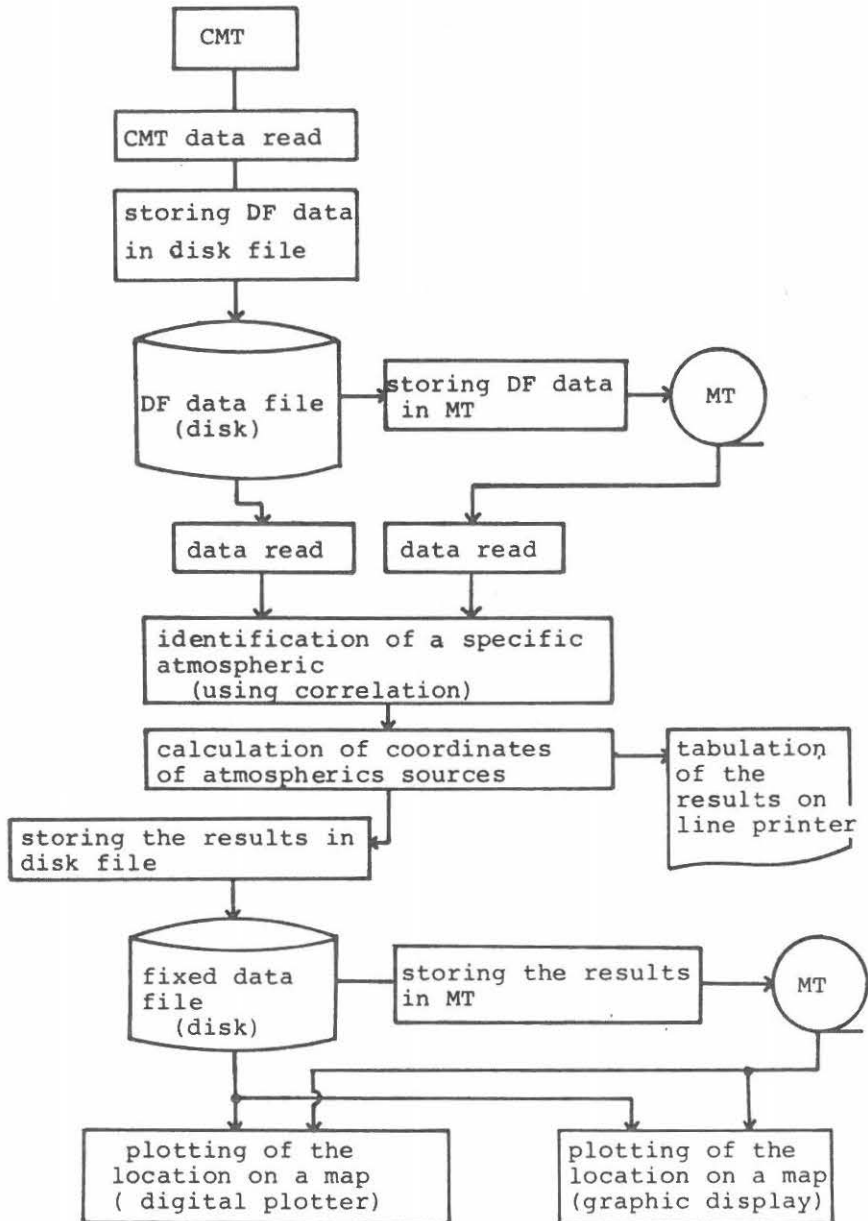 CMT
CMT data read
storing DF data
in disk file
DF data file
(disk)
storing DF data
in MT
MT
data read
data read
identification of a specific
atmospheric
(using correlation)
calculation of coordinates
of atmospherics sources
tabulation
of the
results on
line printer
storing the results in
disk file
fixed data
file
(disk)
storing the results
in MT
MT
plotting of the
location on a map
( digital plotter)
plotting of the
location on a map
(graphic display)